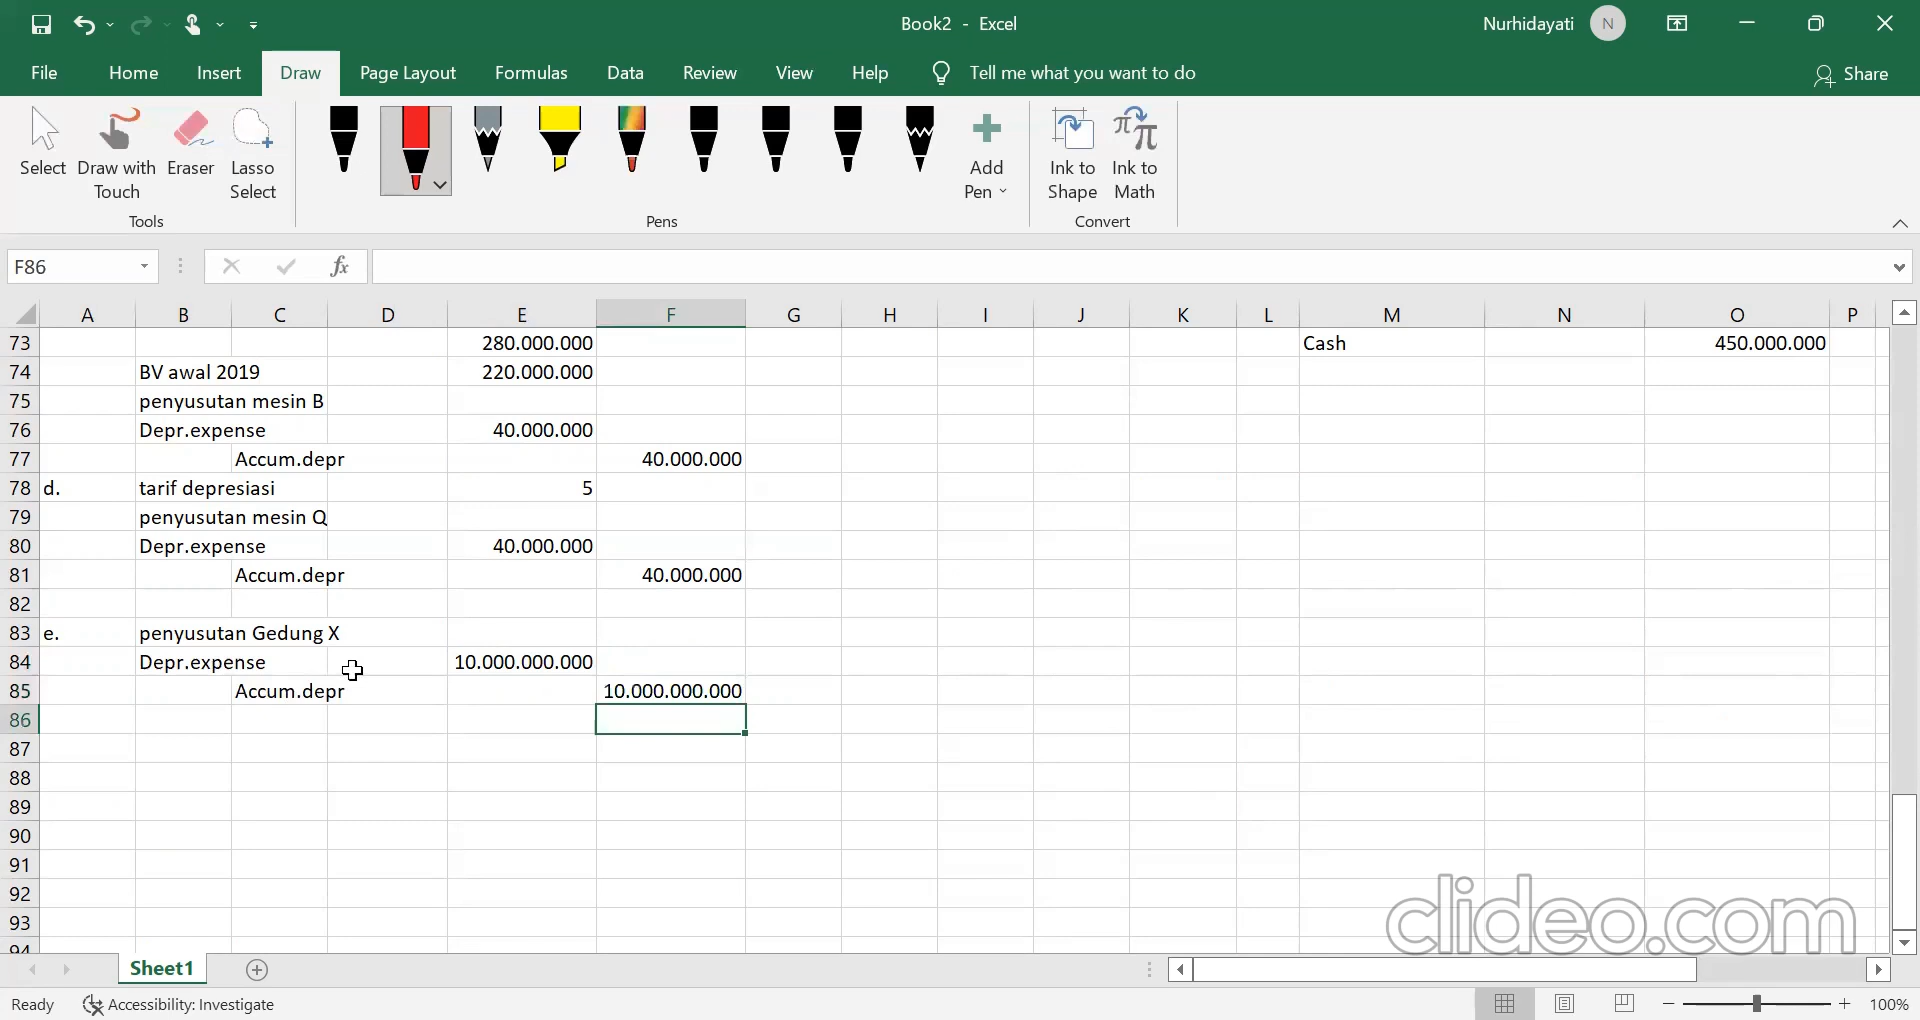 Book2 - Excel
Nurhidayati
N
File Home Insert Draw Page Layout Formulas Data Review View Help Tell me what you want to do Share
Select
Draw with Touch
Eraser
Lasso Select
Add Pen
Ink to Shape
Ink to Math
Tools Pens Convert
F86 fx
A B C D E F G H I J K L M N O P
73 280.000.000 Cash 450.000.000
74 BV awal 2019 220.000.000
75 penyusutan mesin B
76 Depr.expense 40.000.000
77 Accum.depr 40.000.000
78 d. tarif depresiasi 5
79 penyusutan mesin Q
80 Depr.expense 40.000.000
81 Accum.depr 40.000.000
82
83 e. penyusutan Gedung X
84 Depr.expense 10.000.000.000
85 Accum.depr 10.000.000.000
86
87
88
89
90
91
92
93
94
clideo.com
Sheet1
Ready Accessibility: Investigate 100%